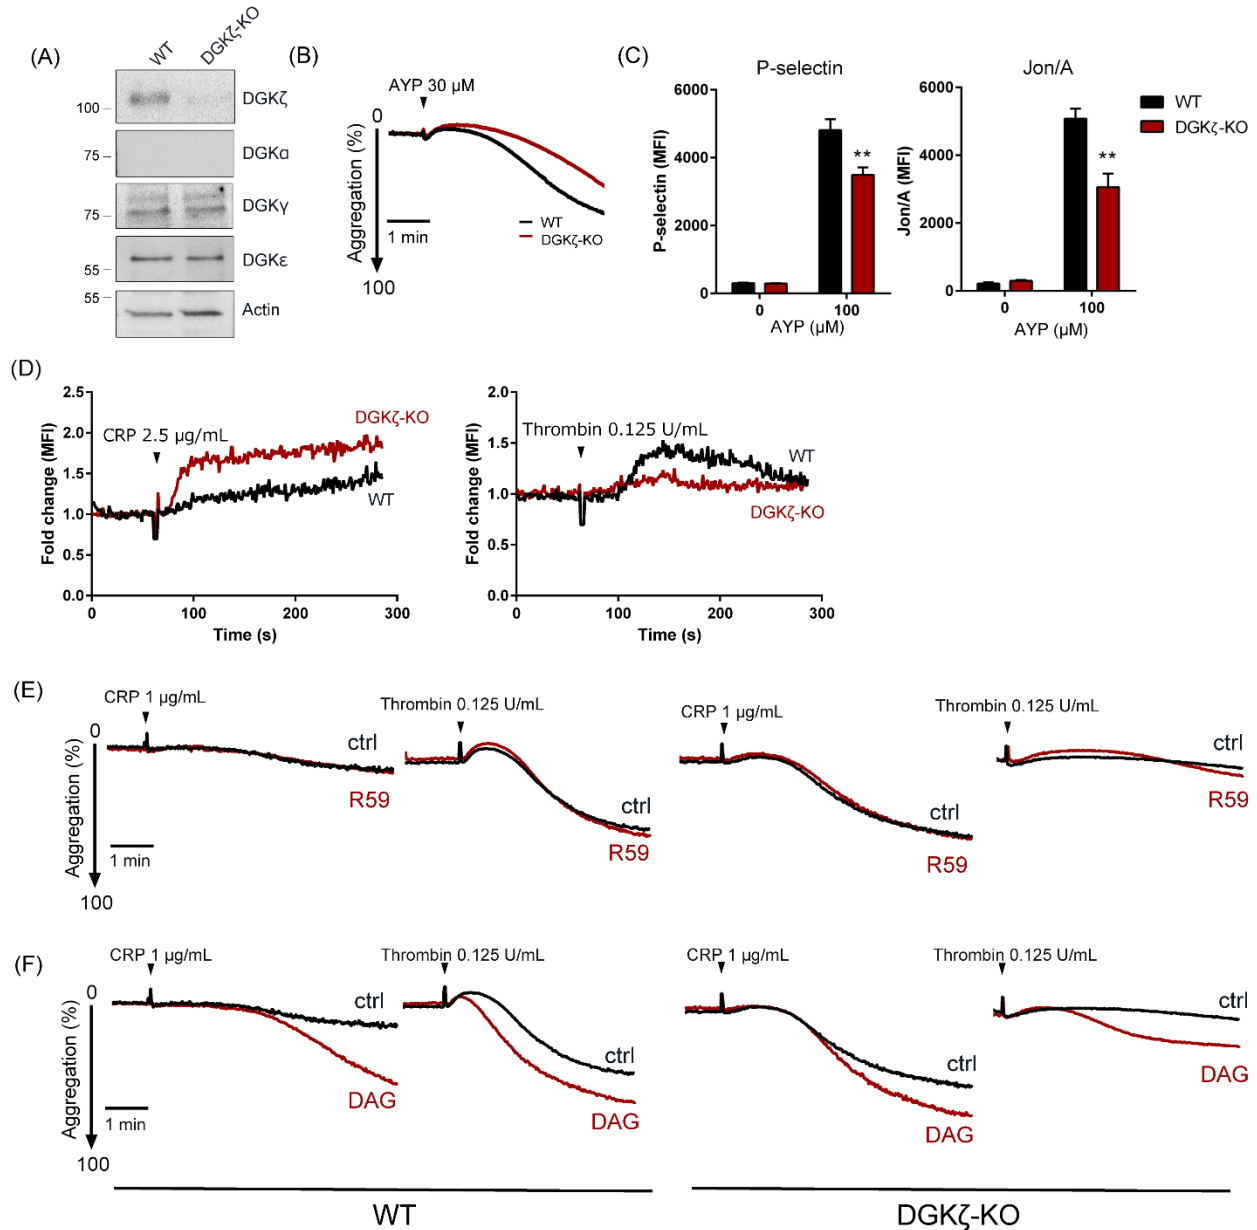 (A)
WT
DGKζ-KO
100
DGKζ
75
DGKα
75
DGKγ
55
DGKε
55
Actin
(B)
AYP 30 μM
0
Aggregation (%)
100
1 min
WT
DGKζ-KO
(C)
P-selectin
6000
4000
2000
0
P-selectin (MFI)
**
0
100
AYP (μM)
Jon/A
6000
4000
2000
0
Jon/A (MFI)
**
0
100
AYP (μM)
WT
DGKζ-KO
(D)
2.5
2.0
1.5
1.0
0.5
0.0
Fold change (MFI)
CRP 2.5 μg/mL
DGKζ-KO
WT
0
100
200
300
Time (s)
2.0
1.5
1.0
0.5
0.0
Fold change (MFI)
Thrombin 0.125 U/mL
WT
DGKζ-KO
0
100
200
300
Time (s)
(E)
0
Aggregation (%)
100
1 min
CRP 1 μg/mL
ctrl
R59
Thrombin 0.125 U/mL
ctrl
R59
CRP 1 μg/mL
ctrl
R59
Thrombin 0.125 U/mL
ctrl
R59
(F)
0
Aggregation (%)
100
1 min
CRP 1 μg/mL
ctrl
DAG
Thrombin 0.125 U/mL
ctrl
DAG
CRP 1 μg/mL
ctrl
DAG
Thrombin 0.125 U/mL
ctrl
DAG
WT
DGKζ-KO